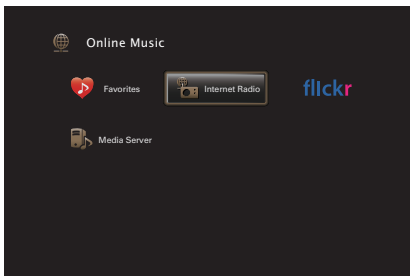 Online Music
Favorites
Internet Radio
flickr
Media Server